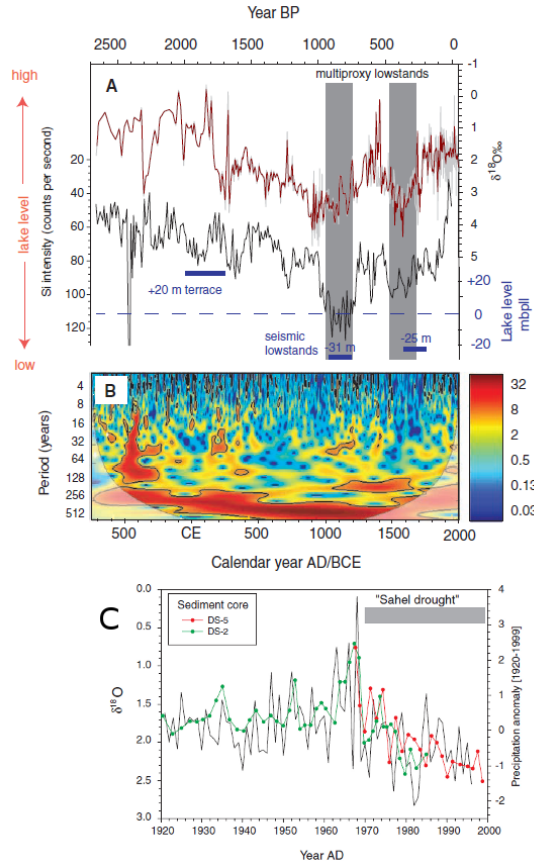 Year BP
2500 2000 1500 1000 500 0
high
A
multiproxy lowstands
-1
0
1
2
3
4
5
δ18O‰
20
40
60
80
100
120
Si intensity (counts per second)
lake level
low
+20 m terrace
seismic
lowstands
-31 m
-25 m
+20
0
-20
Lake level
mbpll
B
4
8
16
32
64
128
256
512
Period (years)
32
8
2
0.5
0.13
0.03
500 CE 500 1000 1500 2000
Calendar year AD/BCE
C
0.0
0.5
1.0
1.5
2.0
2.5
3.0
δ18O
Sediment core
DS-5
DS-2
"Sahel drought"
4
3
2
1
0
-1
-2
Precipitation anomaly [1920-1999]
1920 1930 1940 1950 1960 1970 1980 1990 2000
Year AD